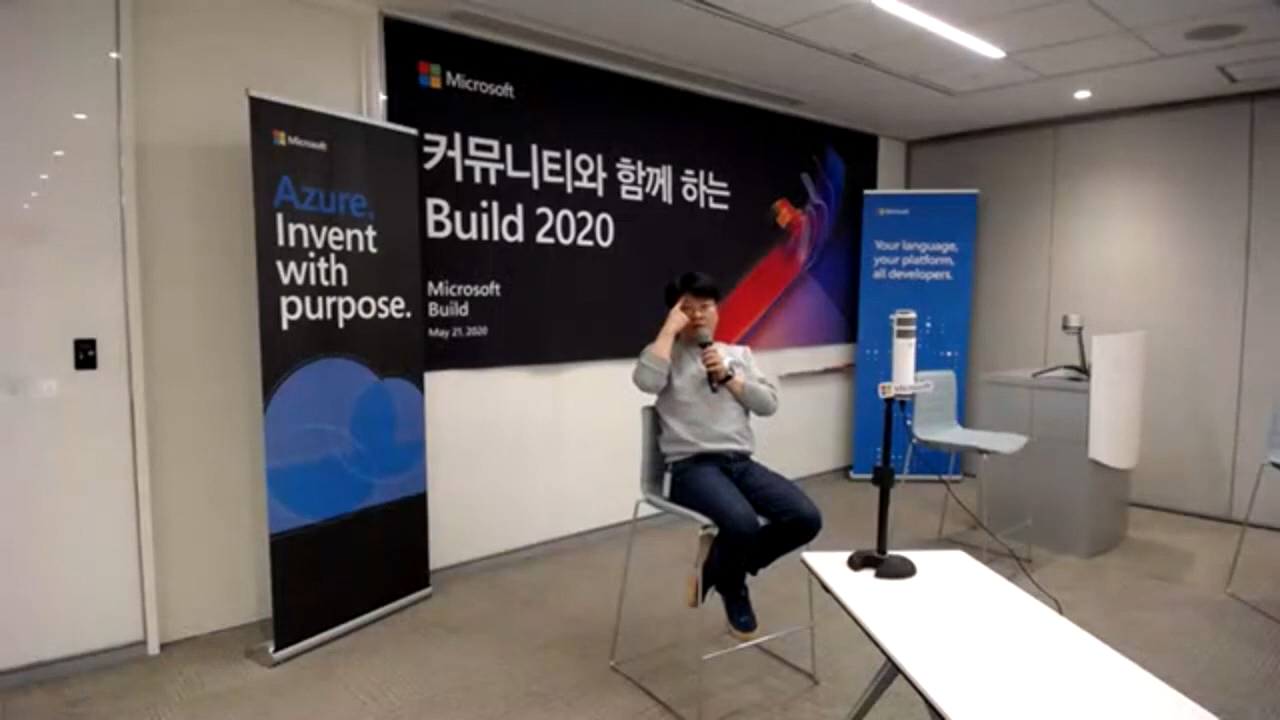 Microsoft
커뮤니티와 함께 하는
Build 2020
Microsoft
Build
May 21, 2020
Microsoft
Azure.
Invent
with
purpose.
Microsoft
Your language,
your platform,
all developers.
Microsoft